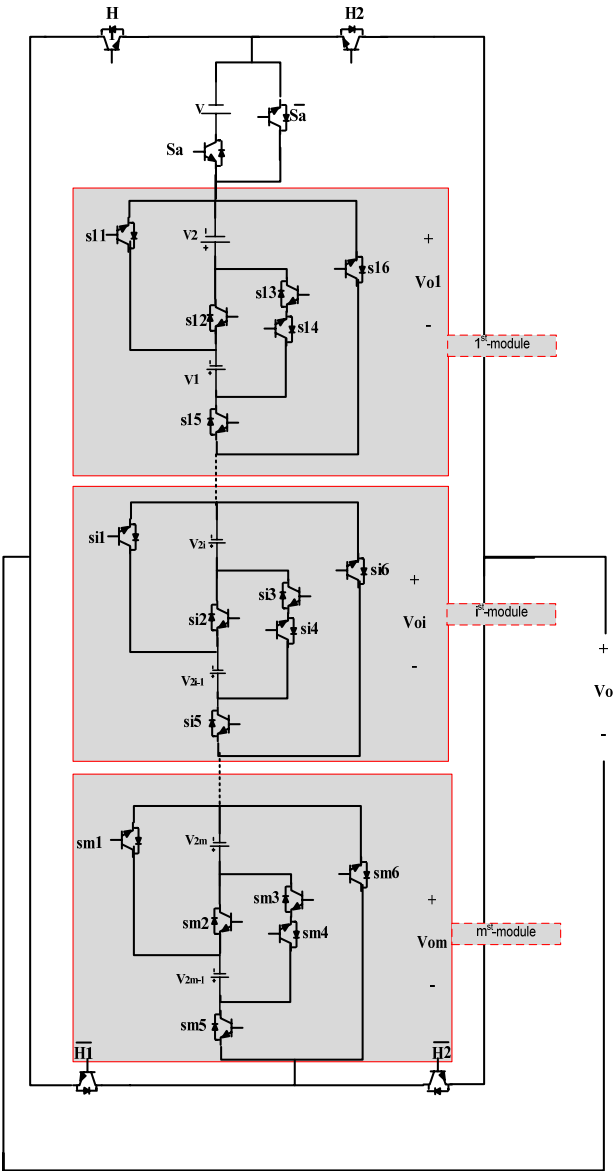 H H2
V Sa
Sa
s11 V2 + s16
s13 Vo1
s12 s14 -
1st-module
V1
s15
si1 V2i + si6
si3 Voi
si2 si4 -
ist-module
V2i-1
si5
+
Vo
-
sm1 V2m sm6
sm3 +
sm2 sm4 Vom
mst-module
V2m-1 -
sm5
H1 H2